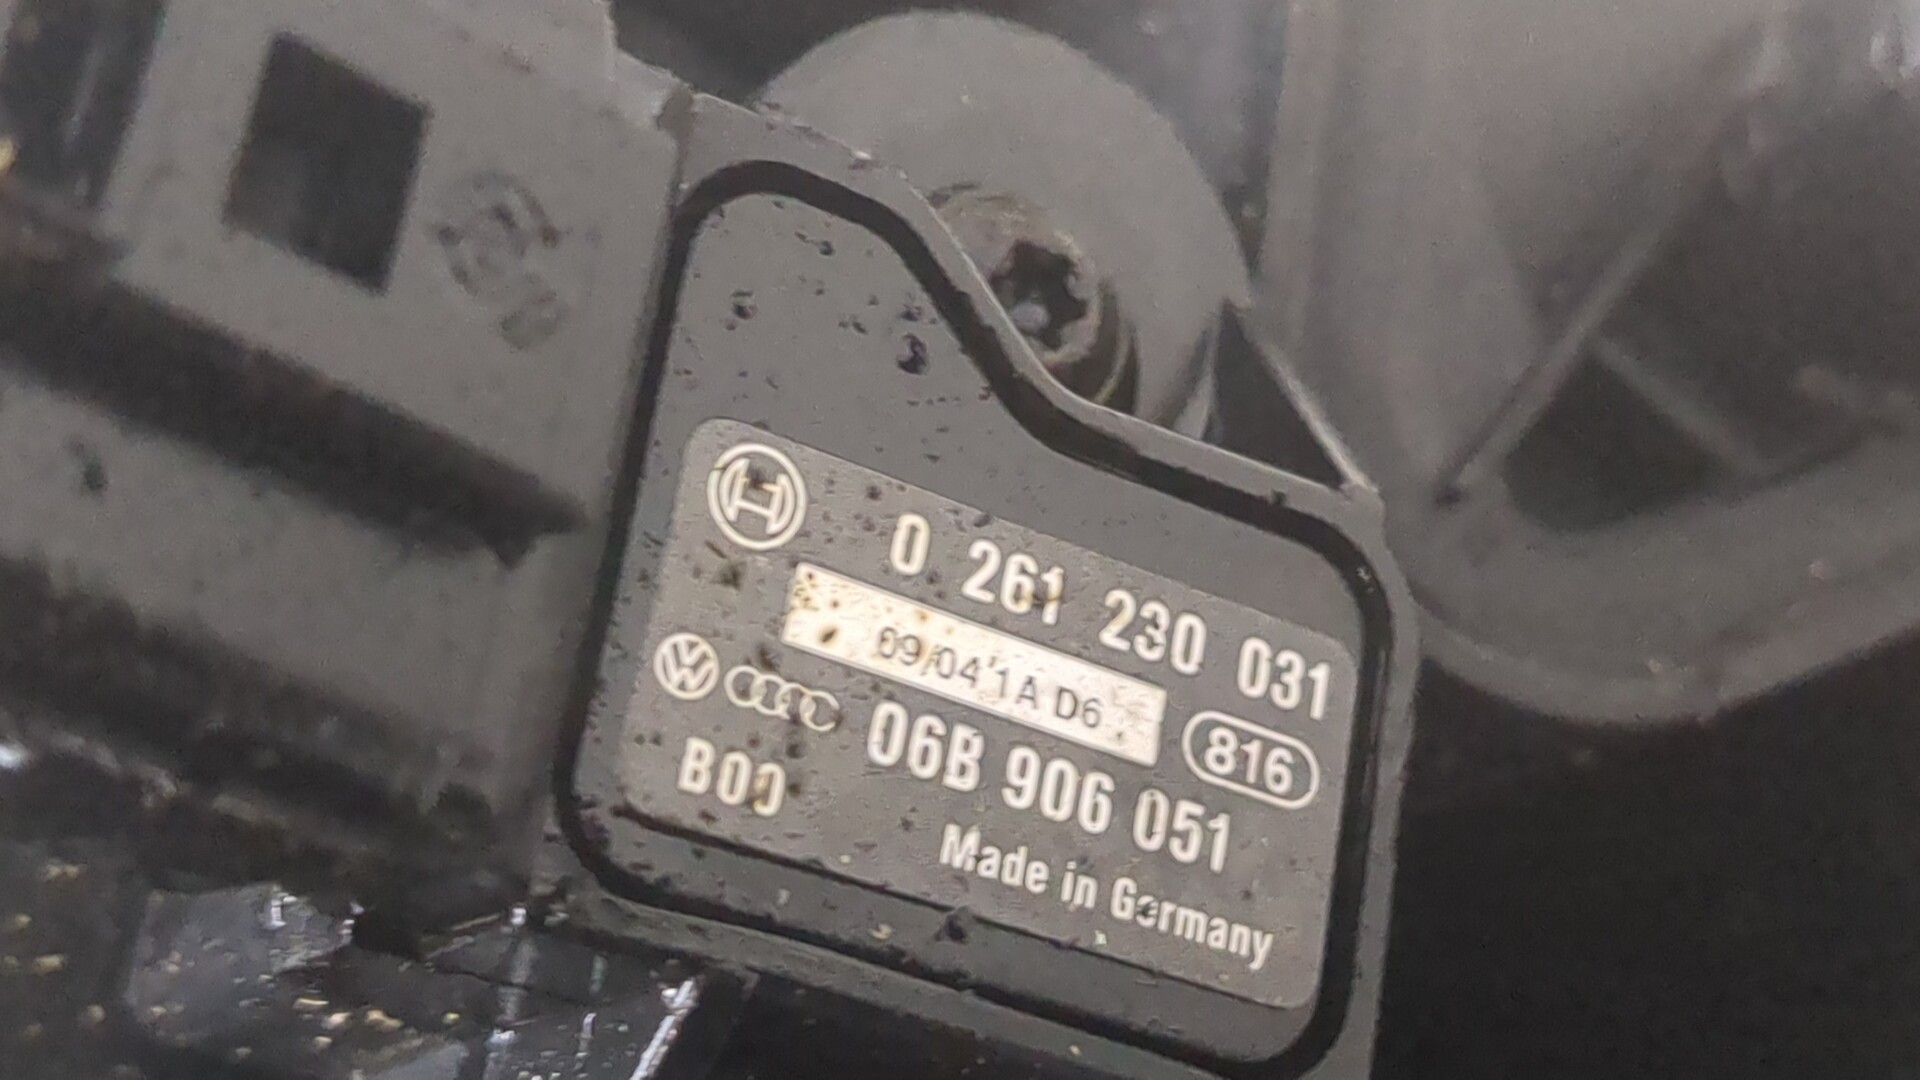 0 261 230 031
09/04'1A D6
816
06B 906 051
B00
Made in Germany